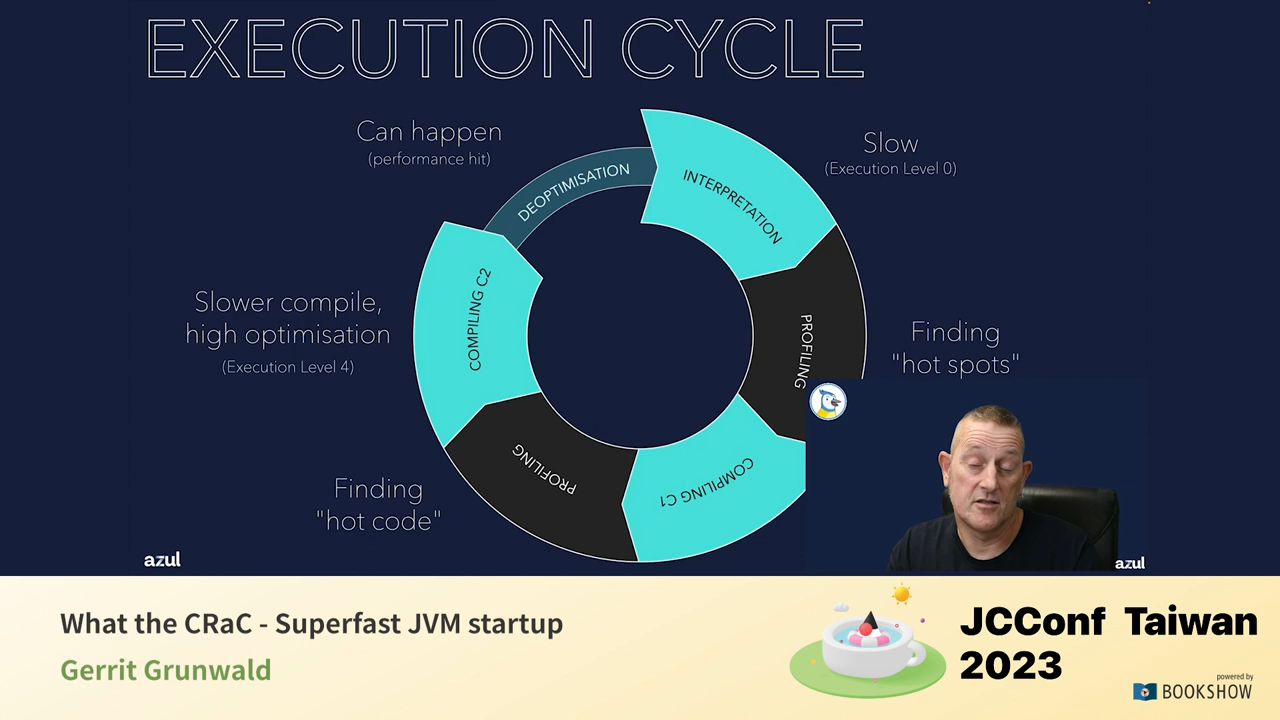 EXECUTION CYCLE
Can happen
(performance hit)
Slow
(Execution Level 0)
DEOPTIMISATION
INTERPRETATION
PROFILING
Finding
"hot spots"
COMPILING C1
PROFILING
Finding
"hot code"
COMPILING C2
Slower compile,
high optimisation
(Execution Level 4)
azul
azul
What the CRaC - Superfast JVM startup
Gerrit Grunwald
JCConf Taiwan
2023
powered by
BOOKSHOW